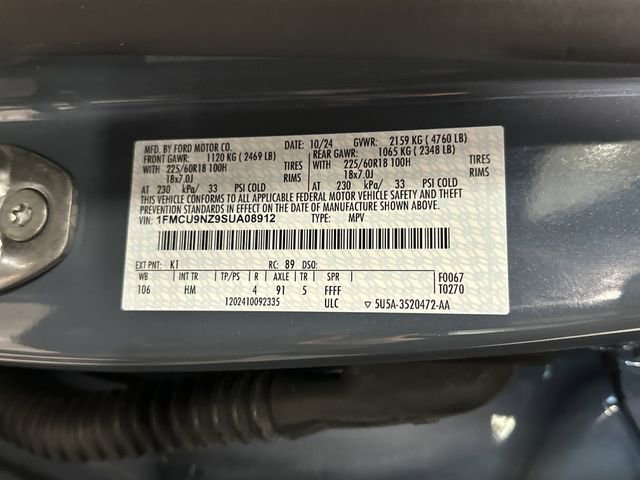 MFD. BY FORD MOTOR CO. DATE: 10/24 GVWR: 2159 KG ( 4760 LB)
FRONT GAWR: 1120 KG ( 2469 LB) REAR GAWR: 1065 KG ( 2348 LB)
WITH 225/60R18 100H TIRES WITH 225/60R18 100H TIRES
18x7.0J RIMS 18x7.0J RIMS
AT 230 kPa/ 33 PSI COLD AT 230 kPa/ 33 PSI COLD
THIS VEHICLE CONFORMS TO ALL APPLICABLE FEDERAL MOTOR VEHICLE SAFETY AND THEFT
PREVENTION STANDARDS IN EFFECT ON THE DATE OF MANUFACTURE SHOWN ABOVE.
VIN: 1FMCU9NZ9SUA08912 TYPE: MPV
EXT PNT: K1 RC: 89 DSO:
WB INT TR TP/PS R AXLE TR SPR F0067
106 HM 4 91 5 FFFF T0270
1202410092335 ULC ▽ 5U5A-3520472-AA